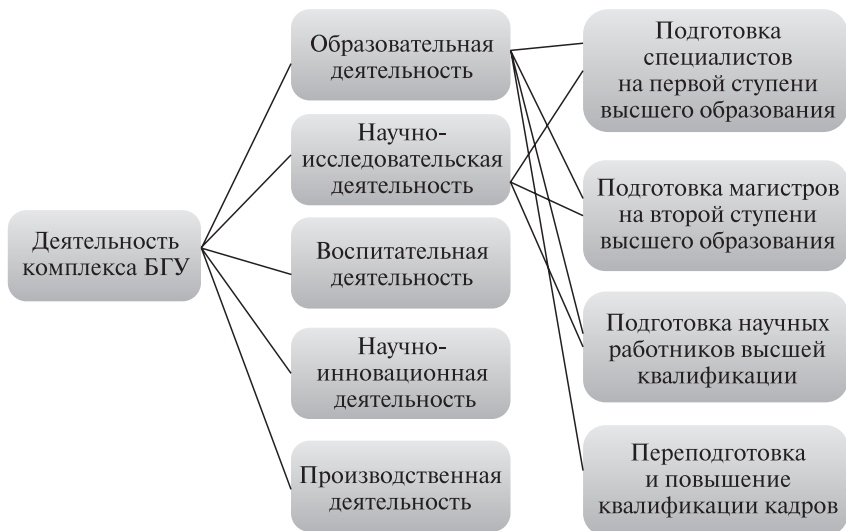 Деятельность
комплекса БГУ
Образовательная
деятельность
Научно-
исследовательская
деятельность
Воспитательная
деятельность
Научно-
инновационная
деятельность
Производственная
деятельность
Подготовка
специалистов
на первой ступени
высшего образования
Подготовка магистров
на второй ступени
высшего образования
Подготовка научных
работников высшей
квалификации
Переподготовка
и повышение
квалификации кадров